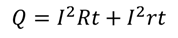 Q = I²Rt + I²rt